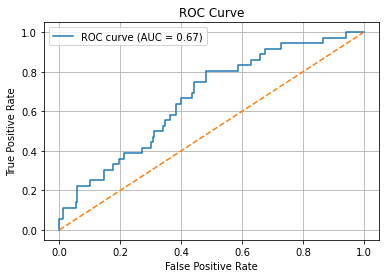 ROC Curve
ROC curve (AUC = 0.67)
True Positive Rate
1.0
0.8
0.6
0.4
0.2
0.0
0.0 0.2 0.4 0.6 0.8 1.0
False Positive Rate